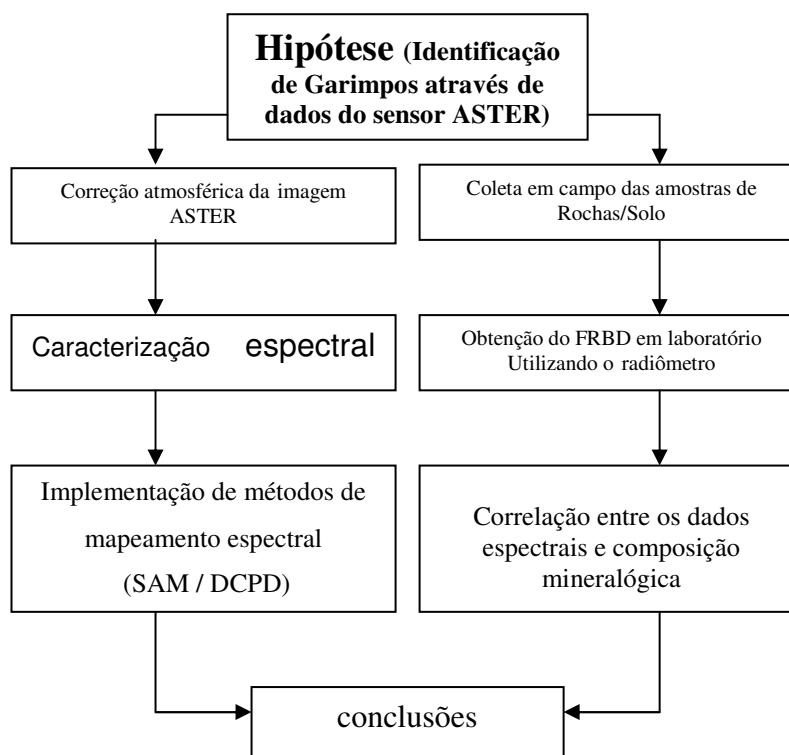 Hipótese (Identificação
de Garimpos através de
dados do sensor ASTER)
Correção atmosférica da imagem
ASTER
Coleta em campo das amostras de
Rochas/Solo
Caracterização espectral
Obtenção do FRBD em laboratório
Utilizando o radiômetro
Implementação de métodos de
mapeamento espectral
(SAM / DCPD)
Correlação entre os dados
espectrais e composição
mineralógica
conclusões